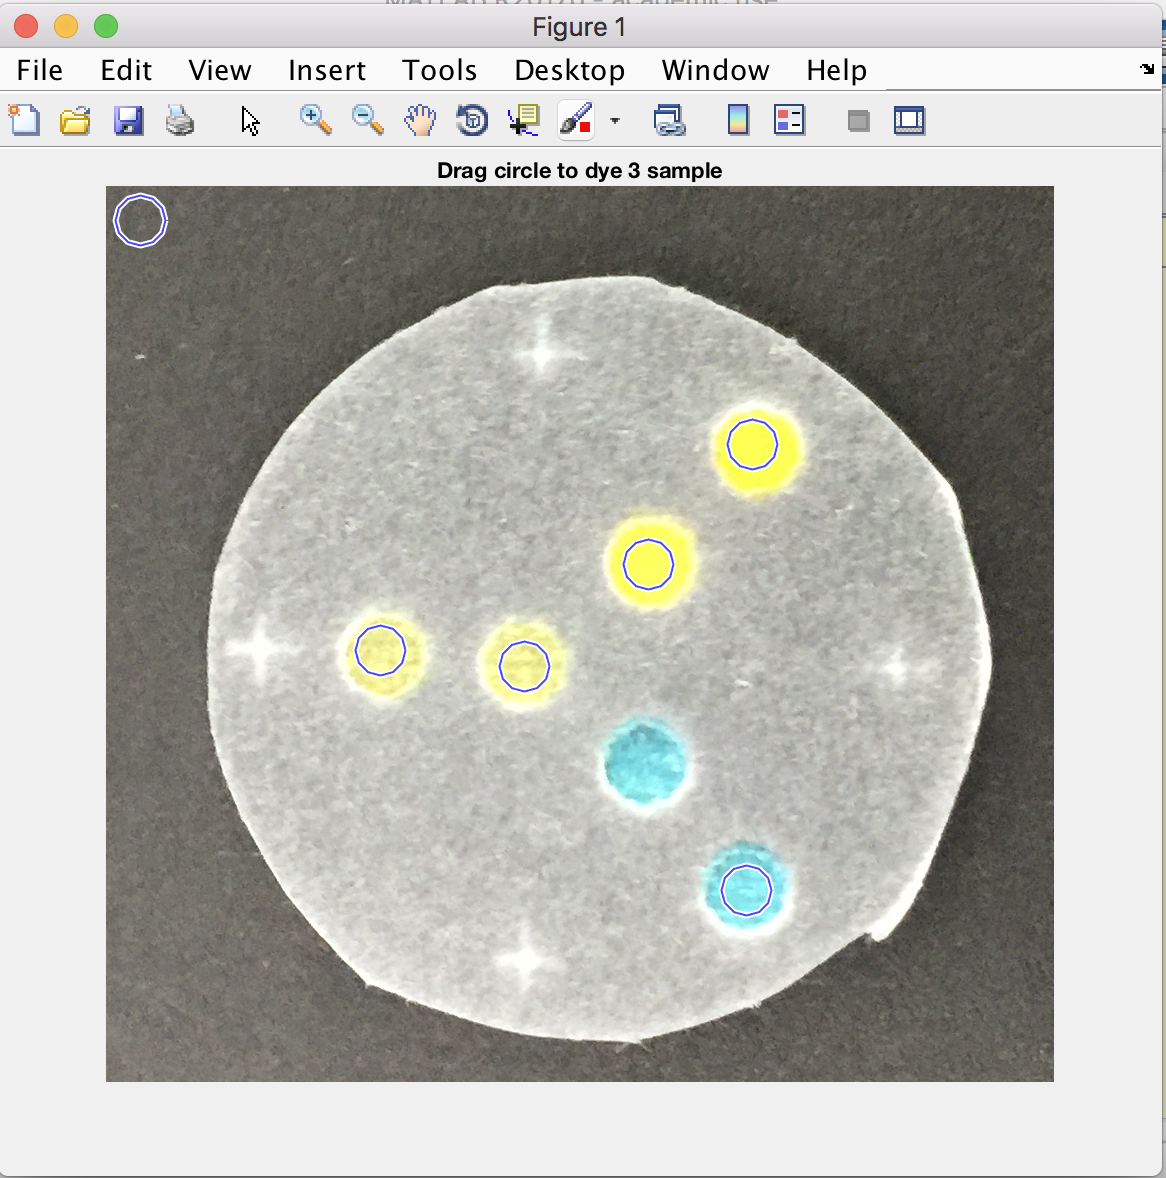 Figure 1
File Edit View Insert Tools Desktop Window Help
Drag circle to dye 3 sample